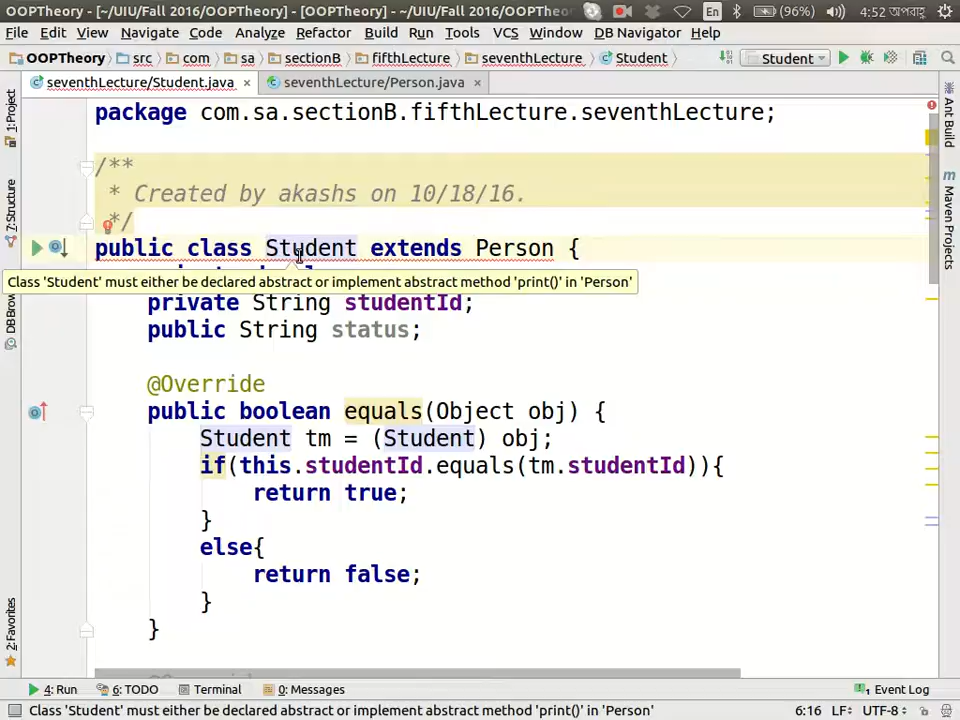 OOPTheory) - [~/UIU/Fall 2016/OOPTheory] - [OOPTheory] - ~/UIU/Fall 2016/OOPTheo... En (96%) 4:52 অপরাহ্ণ
File Edit View Navigate Code Analyze Refactor Build Run Tools VCS Window DB Navigator Help
OOPTheory src com sa sectionB fifthLecture seventhLecture Student Student
seventhLecture/Student.java × seventhLecture/Person.java ×
package com.sa.sectionB.fifthLecture.seventhLecture;
/**
* Created by akashs on 10/18/16.
*/
public class Student extends Person {
Class 'Student' must either be declared abstract or implement abstract method 'print()' in 'Person'
private String studentId;
public String status;
@Override
public boolean equals(Object obj) {
Student tm = (Student) obj;
if(this.studentId.equals(tm.studentId)){
return true;
}
else{
return false;
}
}
1: Project
7: Structure
DB Brow
2: Favorites
Ant Build
m Maven Projects
4: Run 6: TODO Terminal 0: Messages 1 Event Log
Class 'Student' must either be declared abstract or implement abstract method 'print()' in 'Person' 6:16 LF÷ UTF-8÷